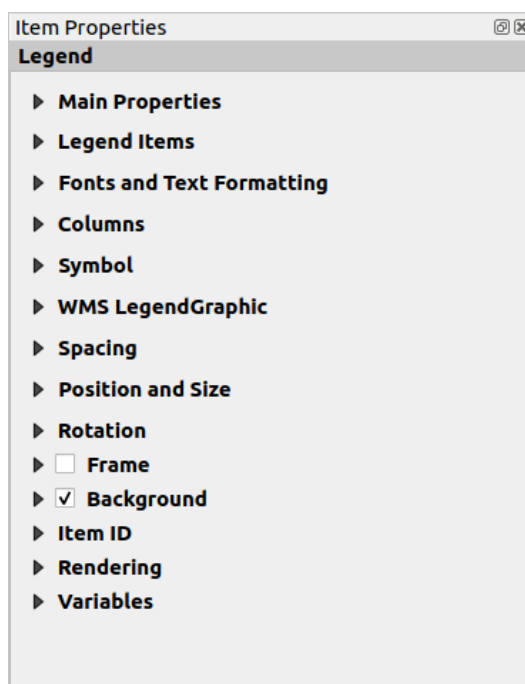 Item Properties
Legend
Main Properties
Legend Items
Fonts and Text Formatting
Columns
Symbol
WMS LegendGraphic
Spacing
Position and Size
Rotation
Frame
Background
Item ID
Rendering
Variables